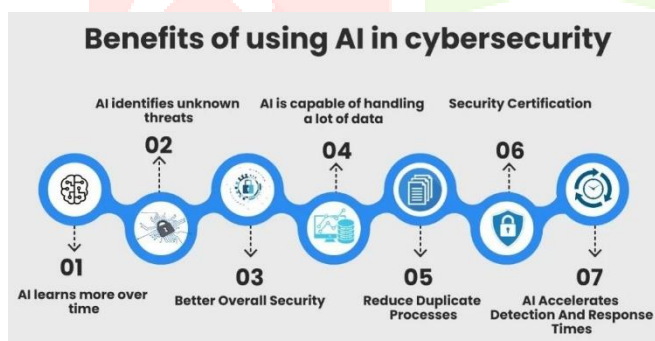 Benefits of using AI in cybersecurity
AI identifies unknown
threats
02
AI is capable of handling
a lot of data
04
Security Certification
06
01
AI learns more over
time
03
Better Overall Security
05
Reduce Duplicate
Processes
07
AI Accelerates
Detection And Response
Times